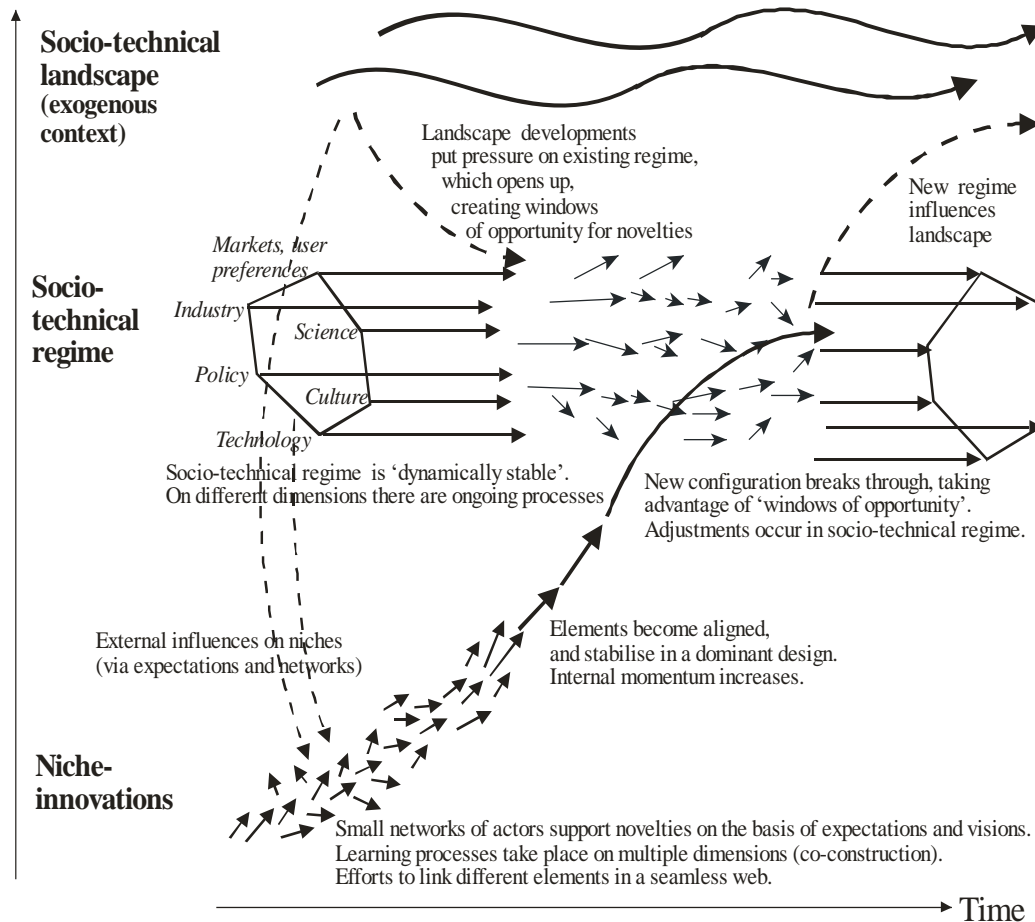 Socio-technical
landscape
(exogenous
context)
Landscape developments
put pressure on existing regime,
which opens up,
creating windows
of opportunity for novelties
New regime
influences
landscape
Markets, user
preferences
Industry
Science
Policy
Culture
Technology
Socio-
technical
regime
Socio-technical regime is ‘dynamically stable’.
On different dimensions there are ongoing processes
New configuration breaks through, taking
advantage of ‘windows of opportunity’.
Adjustments occur in socio-technical regime.
External influences on niches
(via expectations and networks)
Elements become aligned,
and stabilise in a dominant design.
Internal momentum increases.
Niche-
innovations
Small networks of actors support novelties on the basis of expectations and visions.
Learning processes take place on multiple dimensions (co-construction).
Efforts to link different elements in a seamless web.
Time